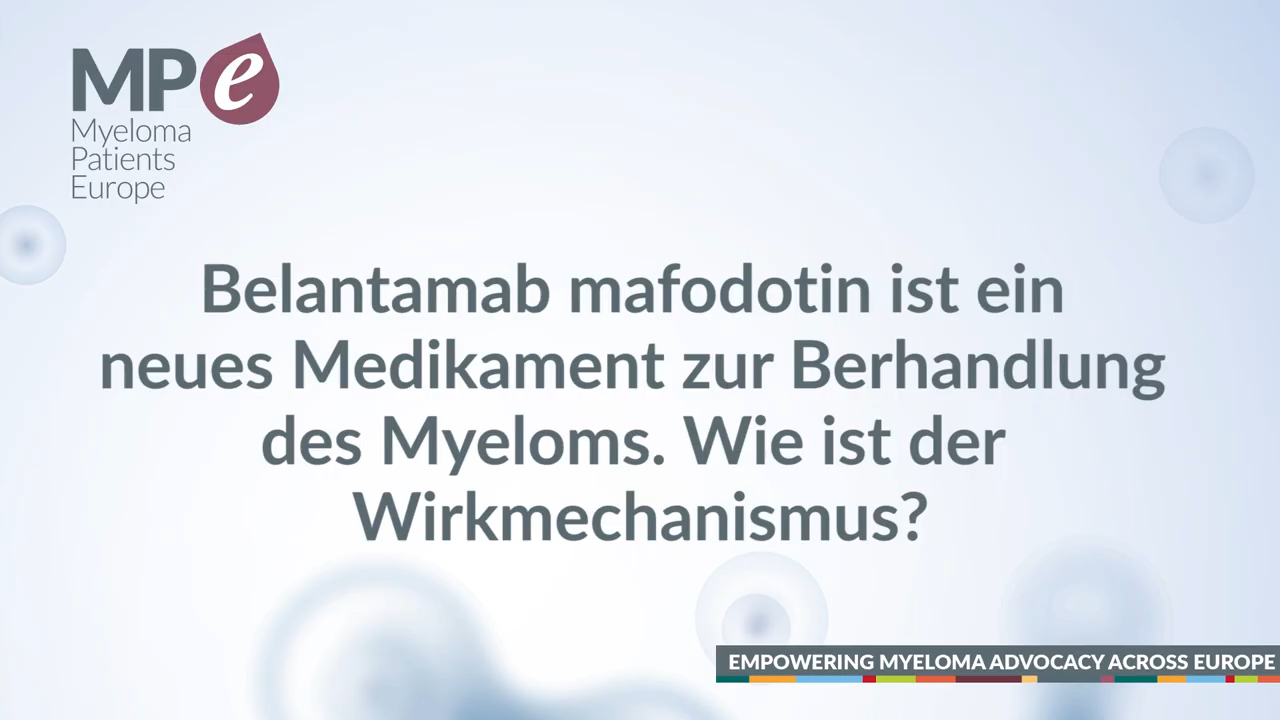 MPe
Myeloma
Patients
Europe
Belantamab mafodotin ist ein
neues Medikament zur Berhandlung
des Myeloms. Wie ist der
Wirkmechanismus?
EMPOWERING MYELOMA ADVOCACY ACROSS EUROPE